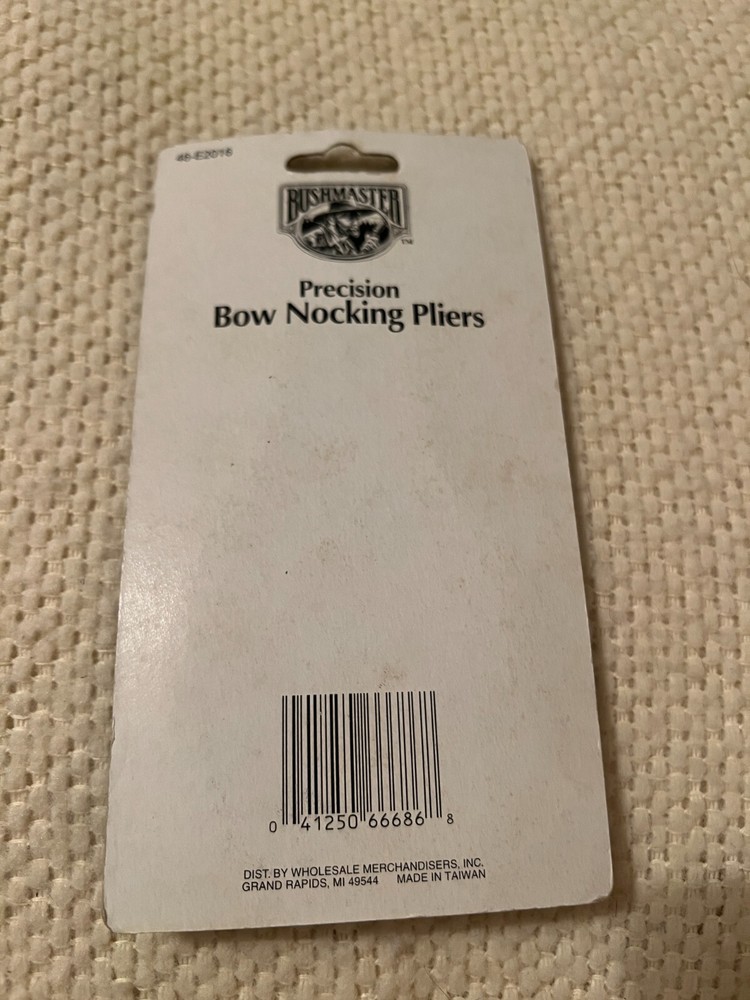 46-E2016
BUSHMASTER
TM
Precision
Bow Nocking Pliers
0 41250 66686 8
DIST. BY WHOLESALE MERCHANDISERS, INC.
GRAND RAPIDS, MI 49544 MADE IN TAIWAN